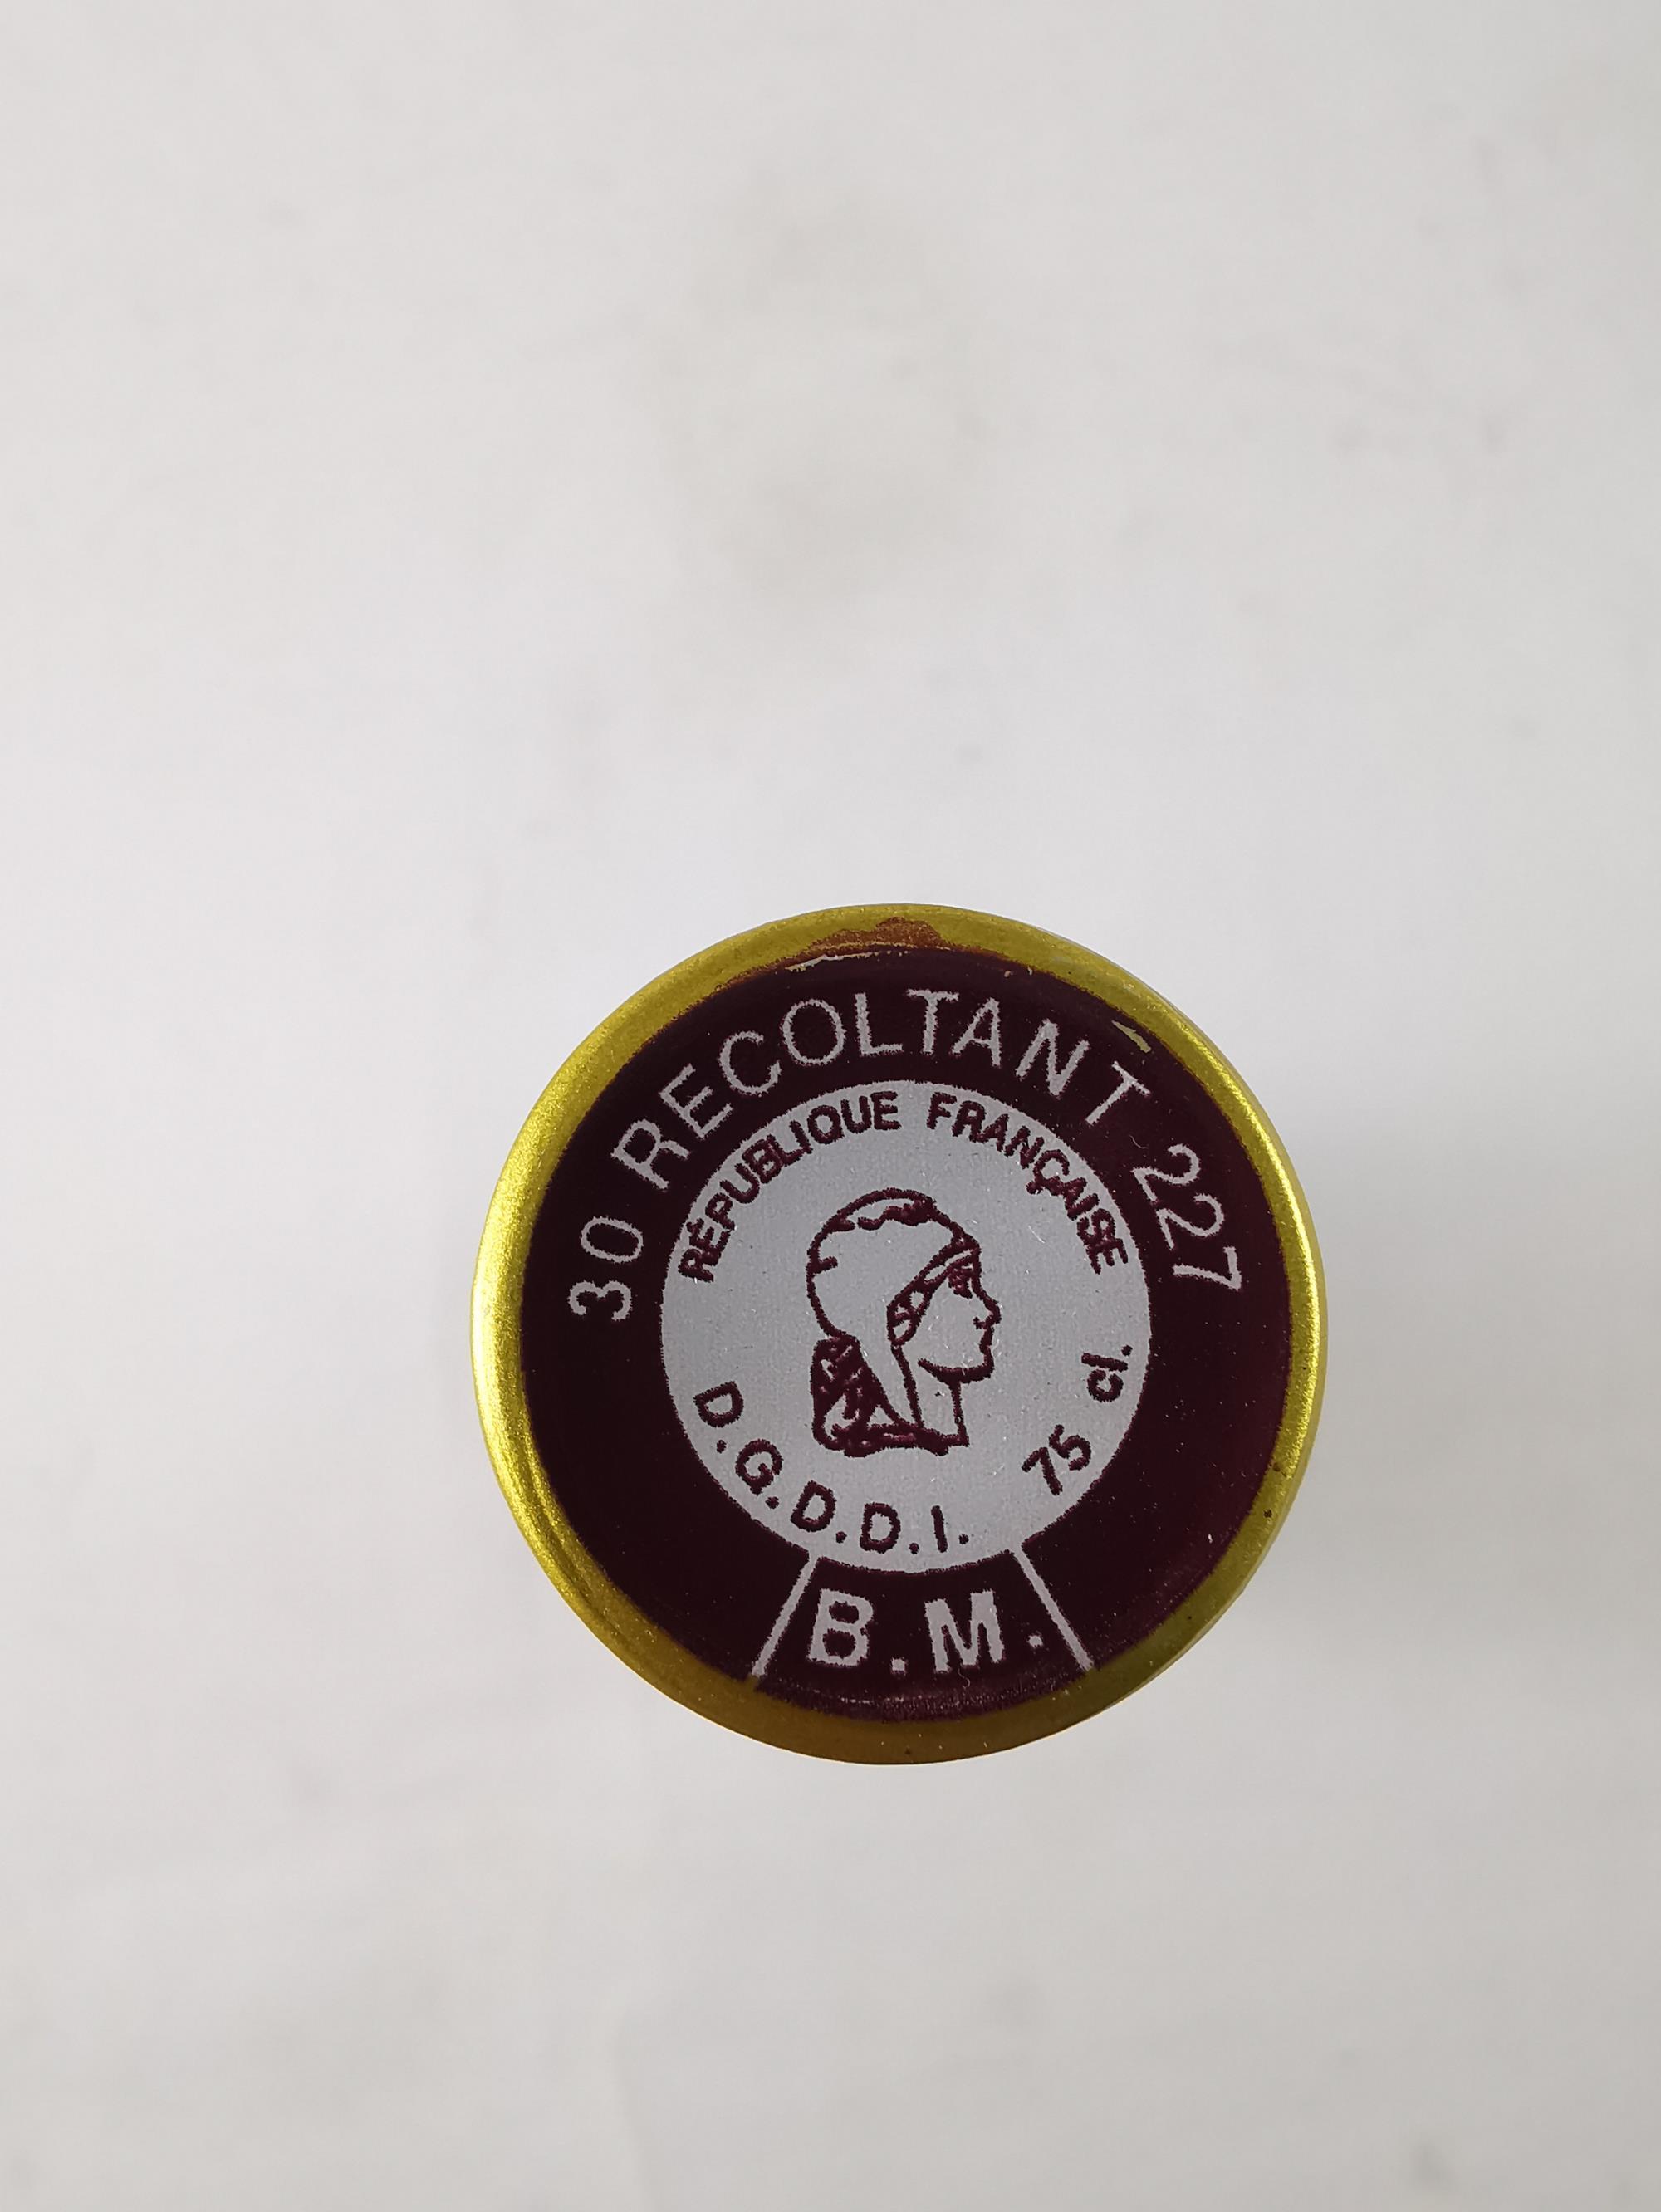 30 RECOLTANT 227
RÉPUBLIQUE FRANÇAISE
D.G.D.D.I. 75 cl.
B.M.